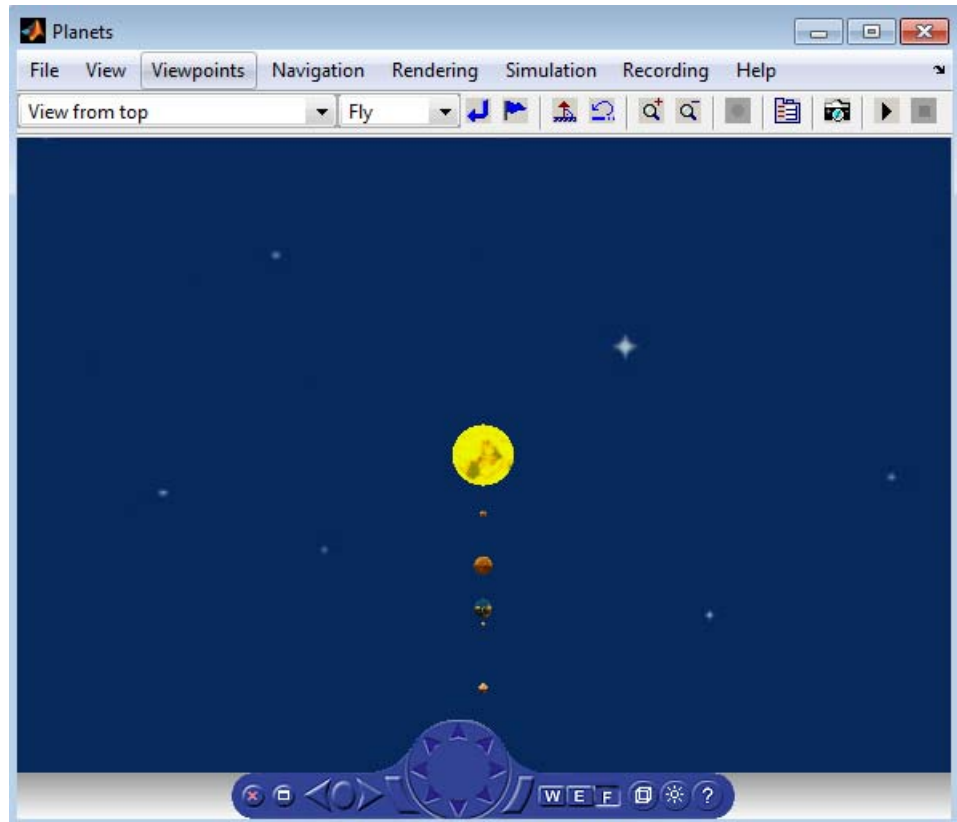 Planets
File View Viewpoints Navigation Rendering Simulation Recording Help
View from top Fly
W E F ?